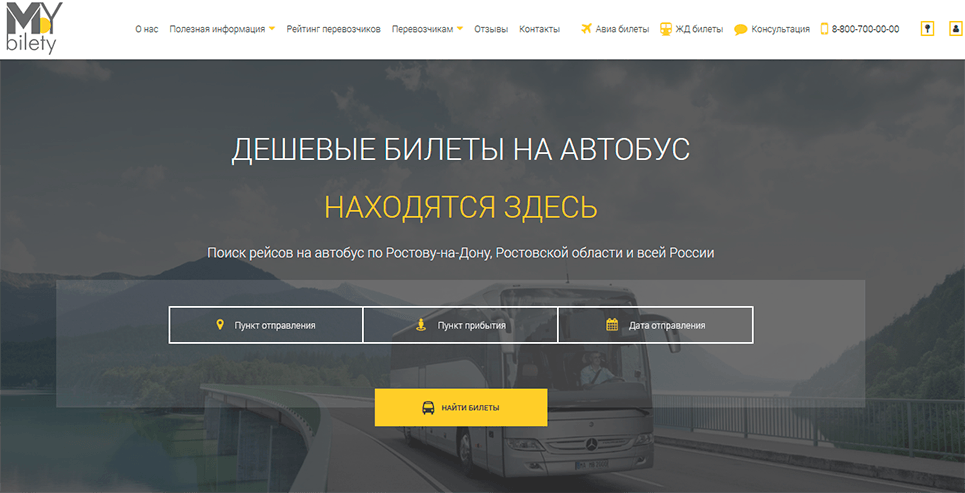 MY
bilety
О нас Полезная информация Рейтинг перевозчиков Перевозчикам Отзывы Контакты Авиа билеты ЖД билеты Консультация 8-800-700-00-00
ДЕШЕВЫЕ БИЛЕТЫ НА АВТОБУС
НАХОДЯТСЯ ЗДЕСЬ
Поиск рейсов на автобус по Ростову-на-Дону, Ростовской области и всей России
Пункт отправления Пункт прибытия Дата отправления
НАЙТИ БИЛЕТЫ